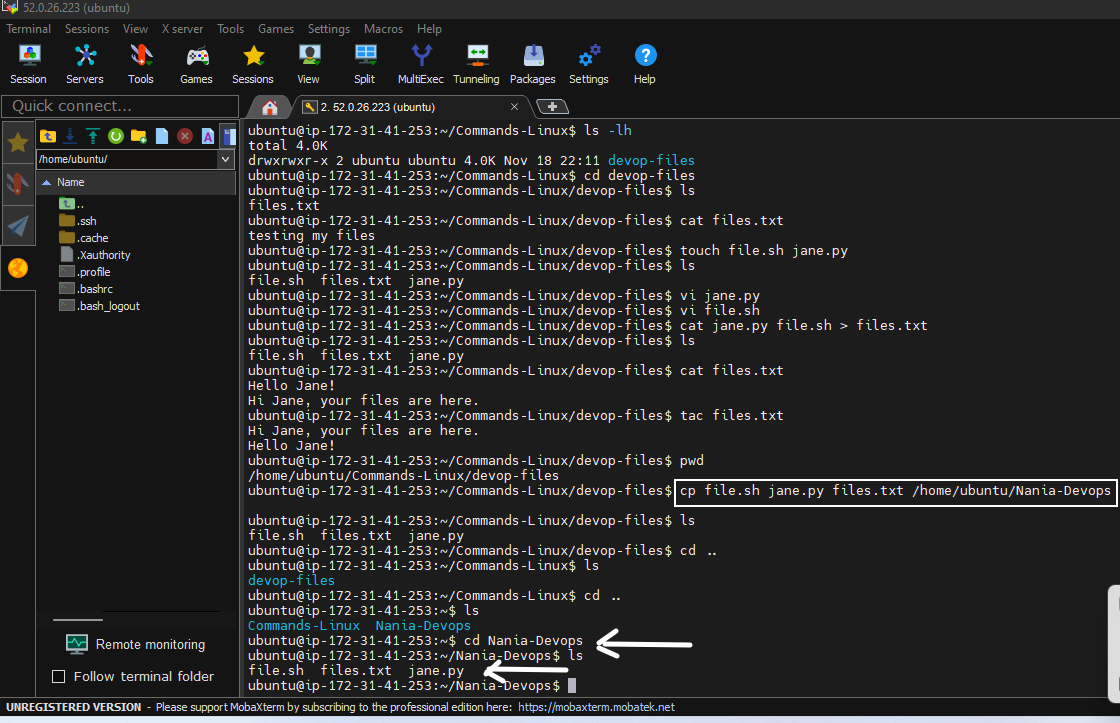 52.0.26.223 (ubuntu)
Terminal Sessions View X server Tools Games Settings Macros Help
Session Servers Tools Games Sessions View Split MultiExec Tunneling Packages Settings Help
Quick connect...
2. 52.0.26.223 (ubuntu)
/home/ubuntu/
Name
..
.ssh
.cache
.Xauthority
.profile
.bashrc
.bash_logout
Remote monitoring
Follow terminal folder
ubuntu@ip-172-31-41-253:~/Commands-Linux$ ls -lh
total 4.0K
drwxrwxr-x 2 ubuntu ubuntu 4.0K Nov 18 22:11 devop-files
ubuntu@ip-172-31-41-253:~/Commands-Linux$ cd devop-files
ubuntu@ip-172-31-41-253:~/Commands-Linux/devop-files$ ls
files.txt
ubuntu@ip-172-31-41-253:~/Commands-Linux/devop-files$ cat files.txt
testing my files
ubuntu@ip-172-31-41-253:~/Commands-Linux/devop-files$ touch file.sh jane.py
ubuntu@ip-172-31-41-253:~/Commands-Linux/devop-files$ ls
file.sh  files.txt  jane.py
ubuntu@ip-172-31-41-253:~/Commands-Linux/devop-files$ vi jane.py
ubuntu@ip-172-31-41-253:~/Commands-Linux/devop-files$ vi file.sh
ubuntu@ip-172-31-41-253:~/Commands-Linux/devop-files$ cat jane.py file.sh > files.txt
ubuntu@ip-172-31-41-253:~/Commands-Linux/devop-files$ ls
file.sh  files.txt  jane.py
ubuntu@ip-172-31-41-253:~/Commands-Linux/devop-files$ cat files.txt
Hello Jane!
Hi Jane, your files are here.
ubuntu@ip-172-31-41-253:~/Commands-Linux/devop-files$ tac files.txt
Hi Jane, your files are here.
Hello Jane!
ubuntu@ip-172-31-41-253:~/Commands-Linux/devop-files$ pwd
/home/ubuntu/Commands-Linux/devop-files
ubuntu@ip-172-31-41-253:~/Commands-Linux/devop-files$ cp file.sh jane.py files.txt /home/ubuntu/Nania-Devops
ubuntu@ip-172-31-41-253:~/Commands-Linux/devop-files$ ls
file.sh  files.txt  jane.py
ubuntu@ip-172-31-41-253:~/Commands-Linux/devop-files$ cd ..
ubuntu@ip-172-31-41-253:~/Commands-Linux$ ls
devop-files
ubuntu@ip-172-31-41-253:~/Commands-Linux$ cd ..
ubuntu@ip-172-31-41-253:~$ ls
Commands-Linux  Nania-Devops
ubuntu@ip-172-31-41-253:~$ cd Nania-Devops
ubuntu@ip-172-31-41-253:~/Nania-Devops$ ls
file.sh  files.txt  jane.py
ubuntu@ip-172-31-41-253:~/Nania-Devops$
UNREGISTERED VERSION - Please support MobaXterm by subscribing to the professional edition here: https://mobaxterm.mobatek.net